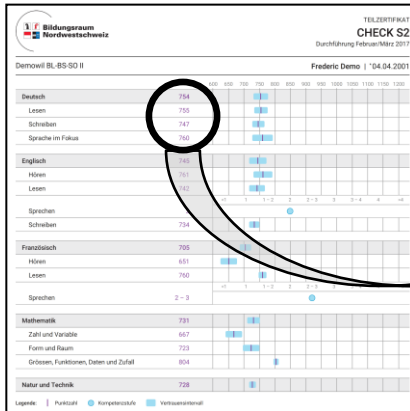 Bildungsraum
Nordwestschweiz
TEILZERTIFIKAT
CHECK S2
Durchführung Februar/März 2017
Demowil BL-BS-SO II
Frederic Demo | *04.04.2001
600 650 700 750 800 850 900 950 1000 1050 1100 1150 1200
Deutsch 754
Lesen 755
Schreiben 747
Sprache im Fokus 760
Englisch 745
Hören 761
Lesen 742
<1 1 1 – 2 2 2 – 3 3 3 – 4 4 >4
Sprechen
Schreiben 734
Französisch 705
Hören 651
Lesen 760
<1 1 1 – 2 2 2 – 3
Sprechen 2 – 3
Mathematik 731
Zahl und Variable 667
Form und Raum 723
Grössen, Funktionen, Daten und Zufall 804
Natur und Technik 728
Legende: Punktzahl Kompetenzstufe Vertrauensintervall